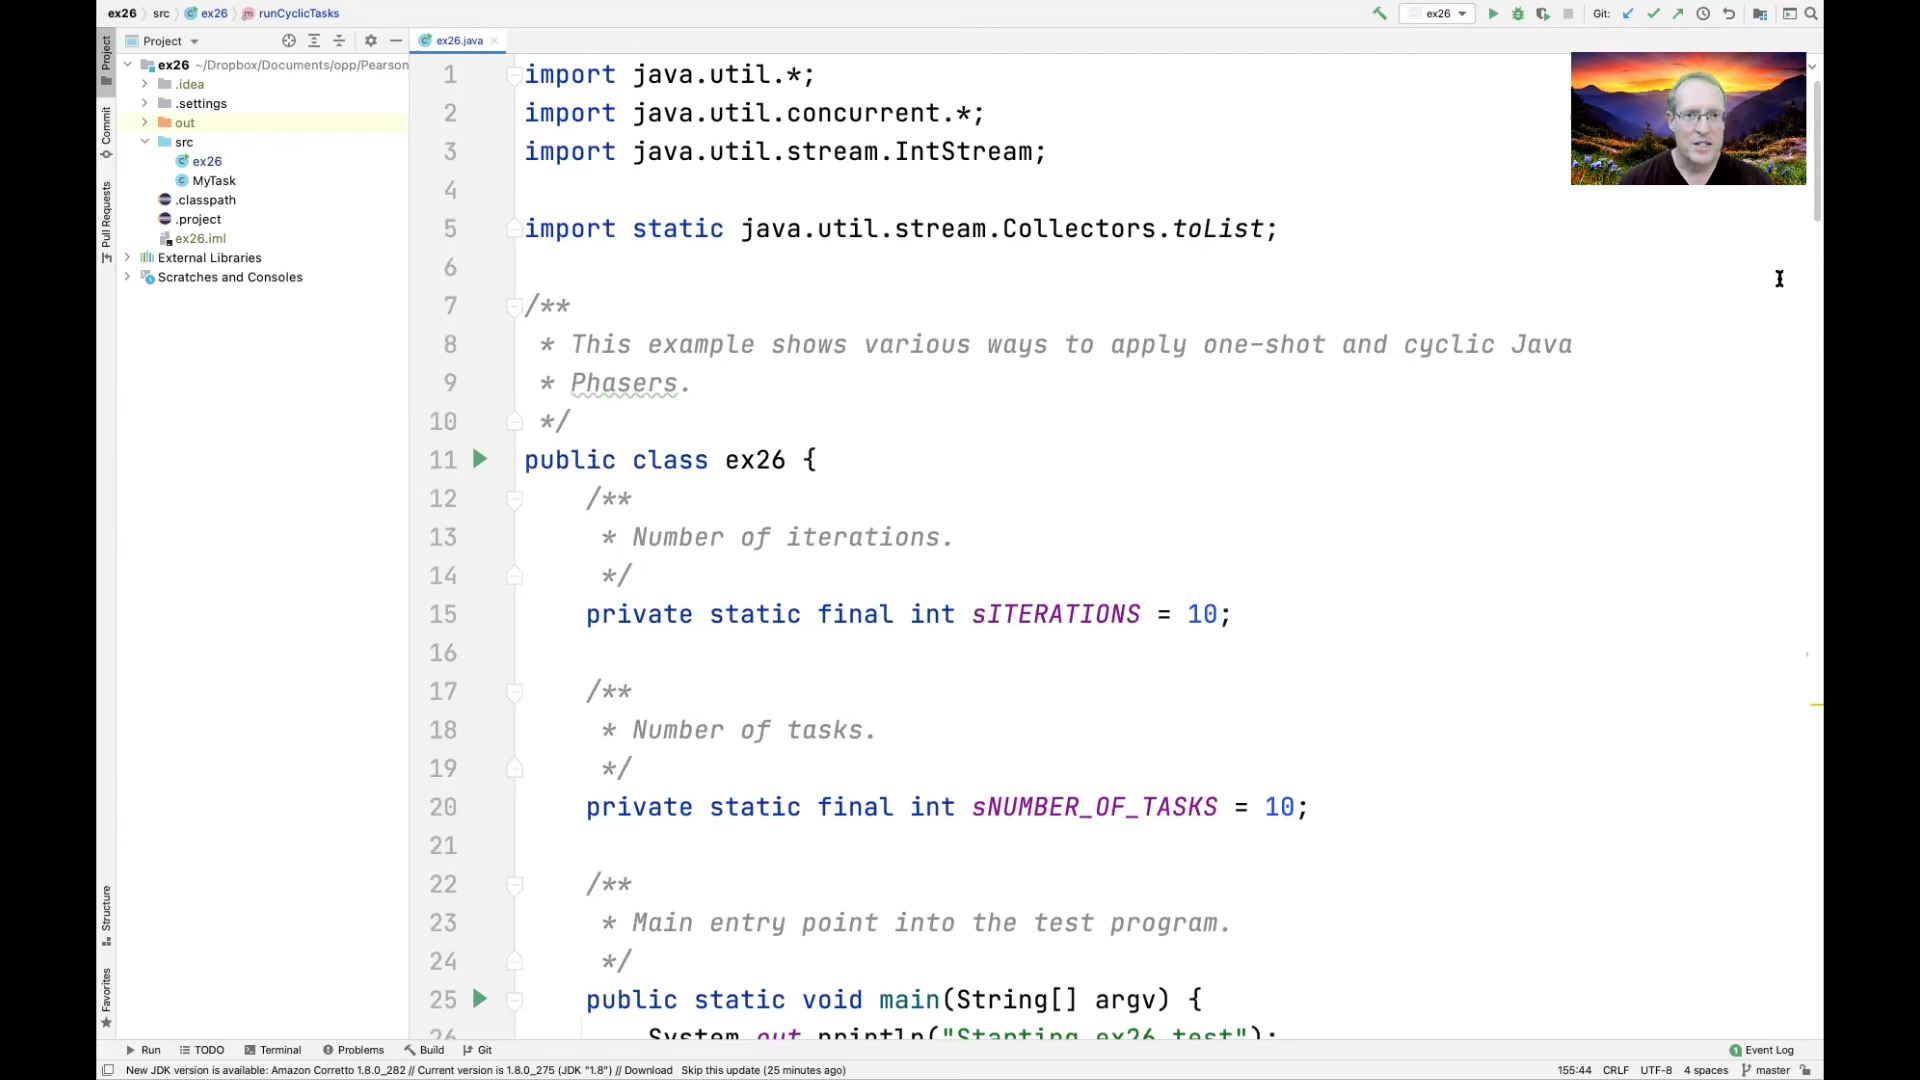 ex26 src ex26 runCyclicTasks
ex26 Git:
Project
ex26.java
Project
Commit
Pull Requests
Structure
Favorites
ex26 ~/Dropbox/Documents/opp/Pearson
.idea
.settings
out
src
ex26
MyTask
.classpath
.project
ex26.iml
External Libraries
Scratches and Consoles
1 import java.util.*;
2 import java.util.concurrent.*;
3 import java.util.stream.IntStream;
4
5 import static java.util.stream.Collectors.toList;
6
7 /**
8 * This example shows various ways to apply one-shot and cyclic Java
9 * Phasers.
10 */
11 public class ex26 {
12 /**
13 * Number of iterations.
14 */
15 private static final int sITERATIONS = 10;
16
17 /**
18 * Number of tasks.
19 */
20 private static final int sNUMBER_OF_TASKS = 10;
21
22 /**
23 * Main entry point into the test program.
24 */
25 public static void main(String[] argv) {
26 System.out.println("Starting ex26 test");
Run TODO Terminal Problems Build Git 1 Event Log
New JDK version is available: Amazon Corretto 1.8.0_282 // Current version is 1.8.0_275 (JDK "1.8") // Download Skip this update (25 minutes ago) 155:44 CRLF UTF-8 4 spaces master